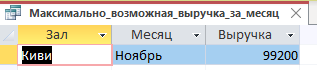 Максимально_возможная_выручка_за_месяц
Зал Месяц Выручка
Киви Ноябрь 99200